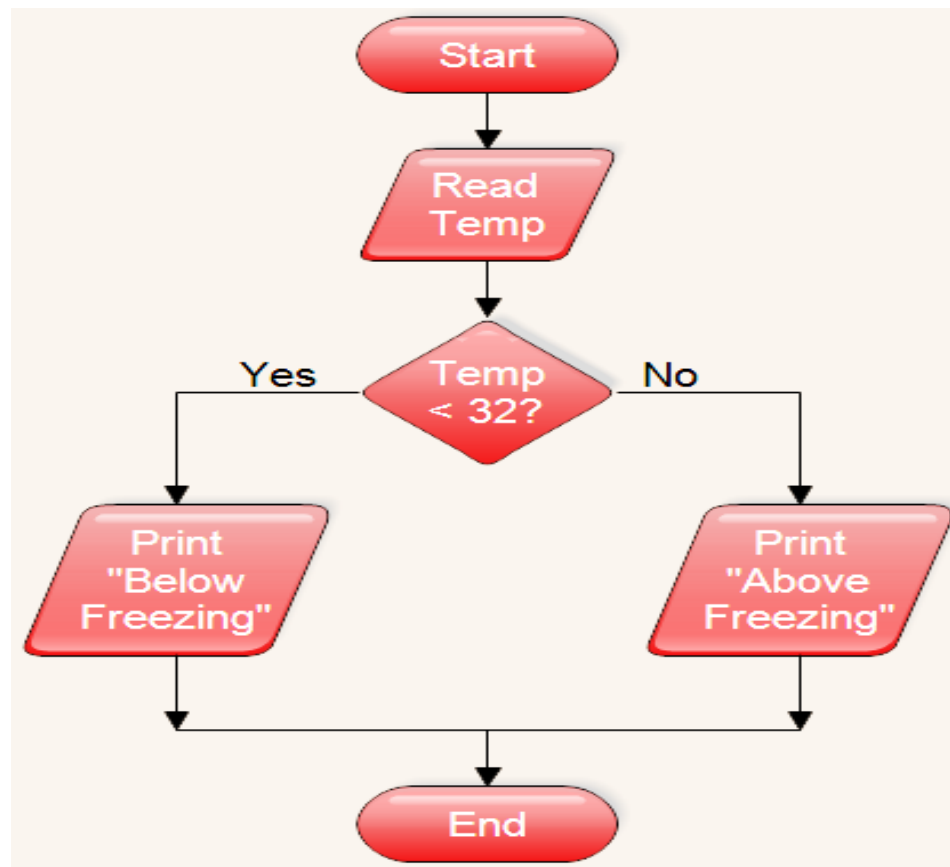 Start
Read
Temp
Yes
Temp
< 32?
No
Print
"Below
Freezing"
Print
"Above
Freezing"
End